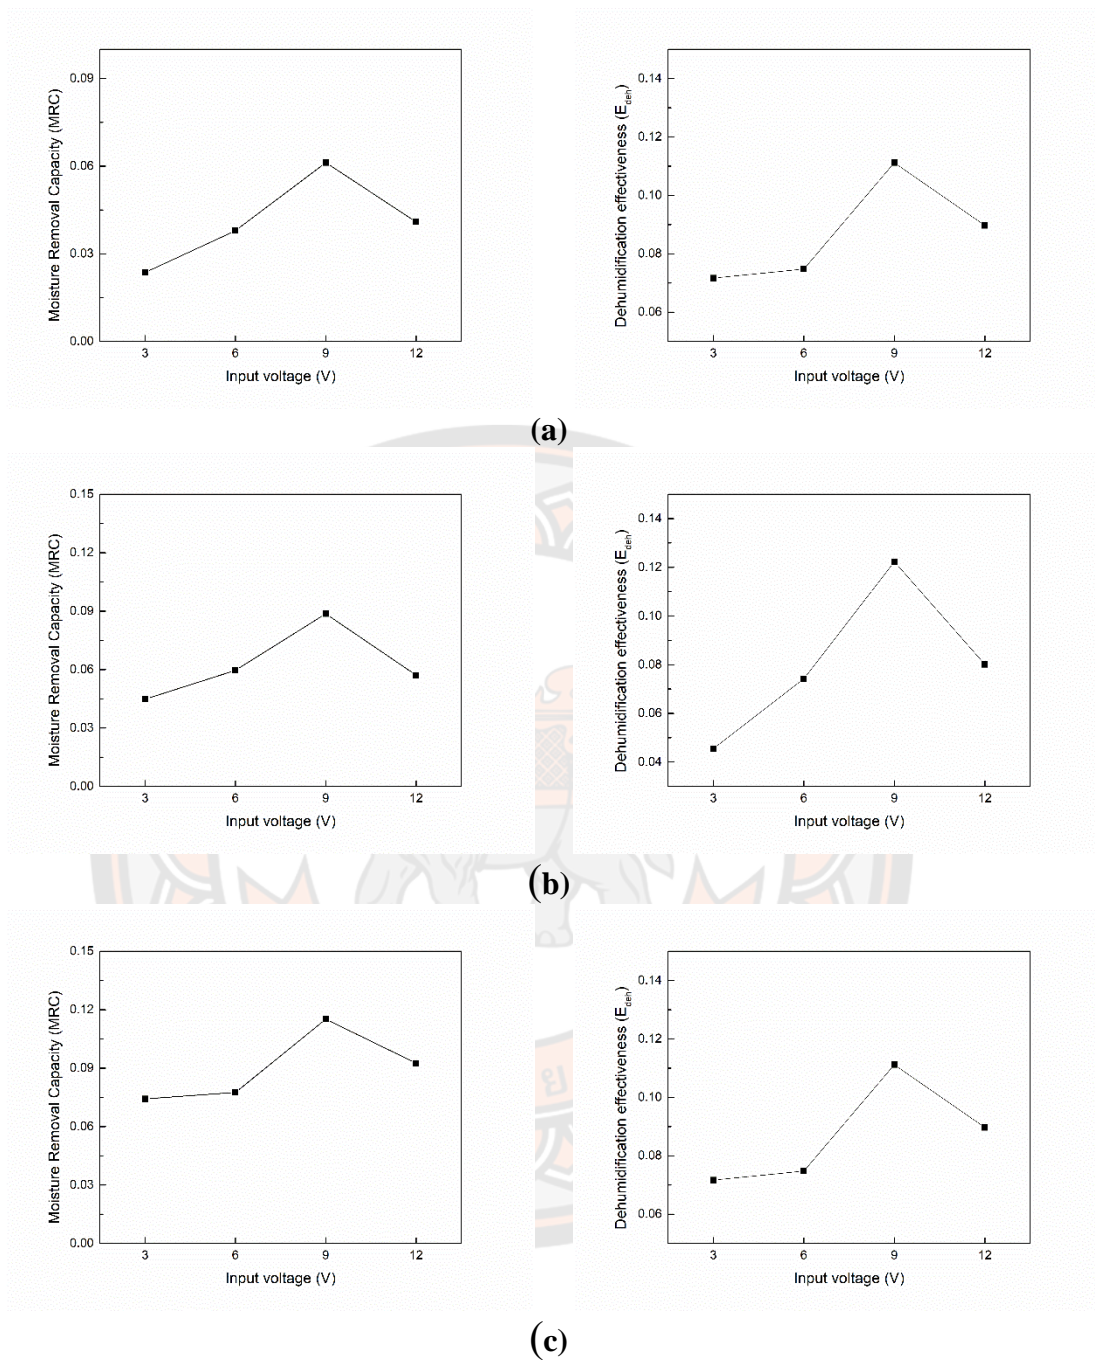 Moisture Removal Capacity (MRC)
0.09
0.06
0.03
0.00
3 6 9 12
Input voltage (V)
Dehumidification effectiveness (E_deh)
0.14
0.12
0.10
0.08
0.06
3 6 9 12
Input voltage (V)
(a)
Moisture Removal Capacity (MRC)
0.15
0.12
0.09
0.06
0.03
0.00
3 6 9 12
Input voltage (V)
Dehumidification effectiveness (E_deh)
0.14
0.12
0.10
0.08
0.06
0.04
3 6 9 12
Input voltage (V)
(b)
Moisture Removal Capacity (MRC)
0.15
0.12
0.09
0.06
0.03
0.00
3 6 9 12
Input voltage (V)
Dehumidification effectiveness (E_deh)
0.14
0.12
0.10
0.08
0.06
3 6 9 12
Input voltage (V)
(c)